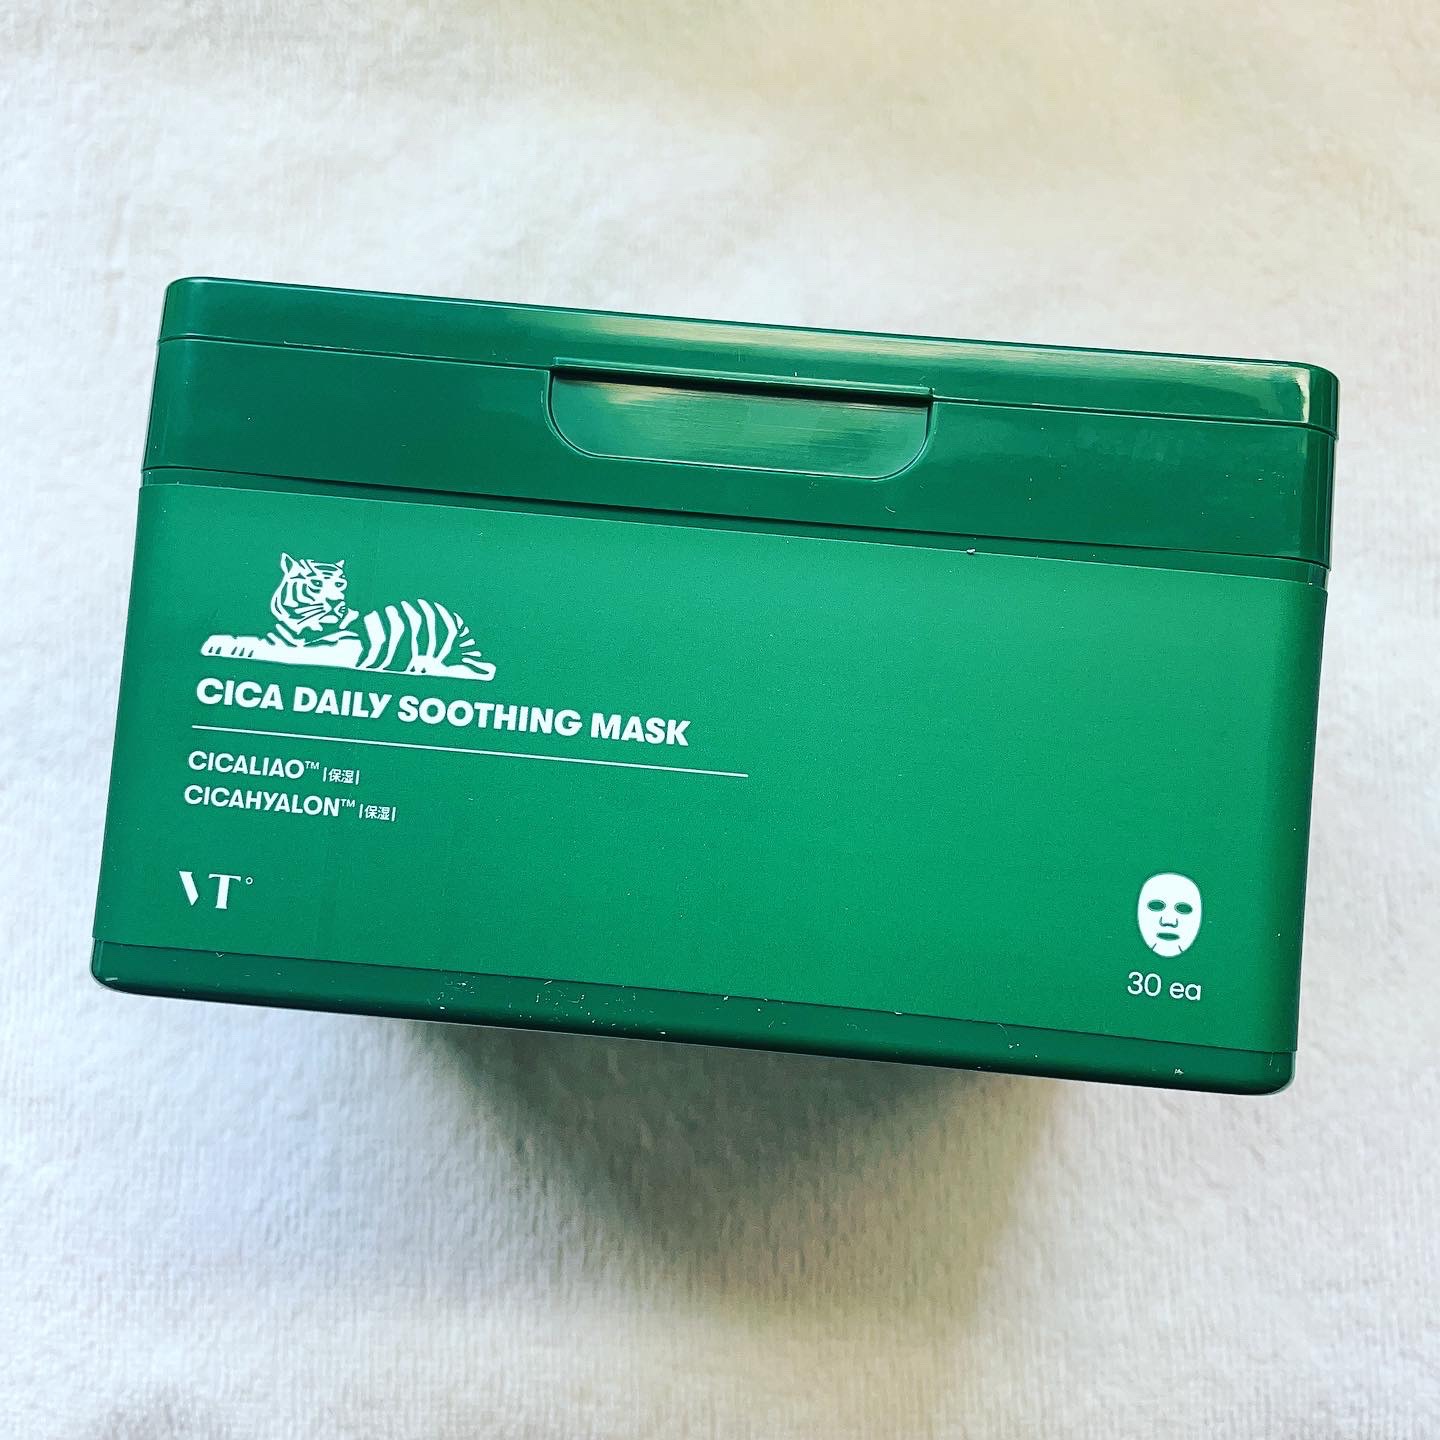 CICA DAILY SOOTHING MASK
CICALIAO™ |保湿|
CICAHYALON™ |保湿|
VT°
30 ea